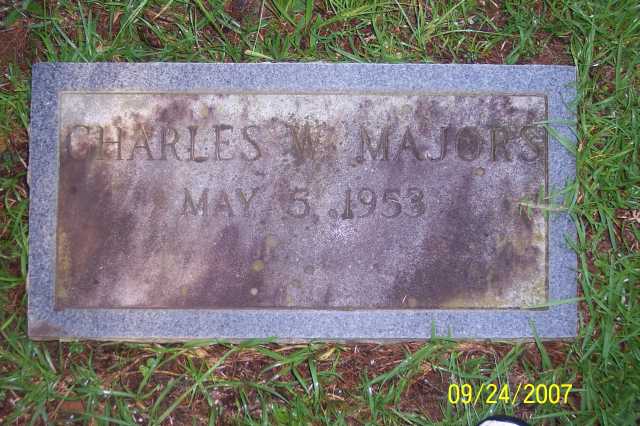 CHARLES W. MAJORS
MAY 5, 1953
09/24/2007